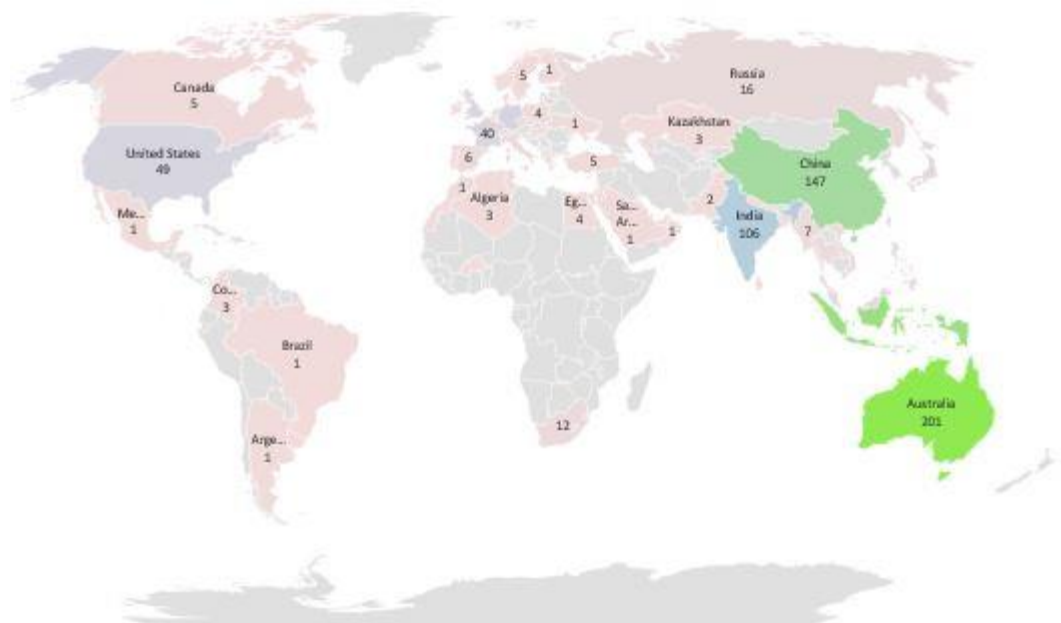 Canada
5
United States
49
Me...
1
Co...
3
Brazil
1
Arge...
1
5
1
Russia
16
40
4
1
Kazakhstan
3
6
5
1
Algeria
3
Eg...
4
Sa...
Ar...
1
1
2
China
147
India
106
7
12
Australia
201